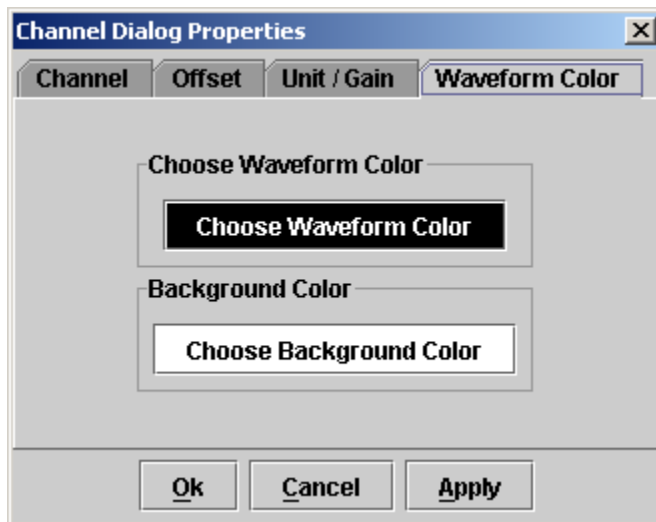 Channel Dialog Properties
Channel Offset Unit / Gain Waveform Color
Choose Waveform Color
Choose Waveform Color
Background Color
Choose Background Color
Ok Cancel Apply